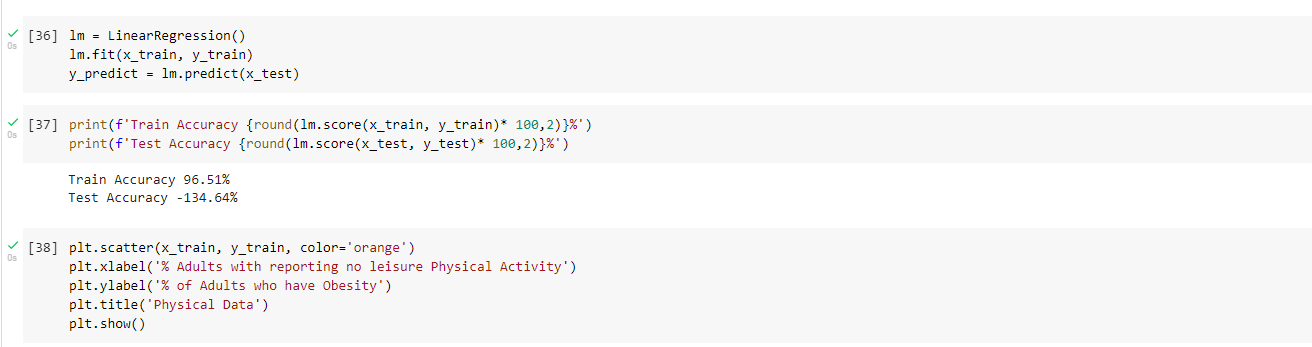 [36] lm = LinearRegression()
lm.fit(x_train, y_train)
0s
y_predict = lm.predict(x_test)
[37] print(f'Train Accuracy {round(lm.score(x_train, y_train)* 100,2)}%')
0s
print(f'Test Accuracy {round(lm.score(x_test, y_test)* 100,2)}%')
Train Accuracy 96.51%
Test Accuracy -134.64%
[38] plt.scatter(x_train, y_train, color='orange')
0s
plt.xlabel('% Adults with reporting no leisure Physical Activity')
plt.ylabel('% of Adults who have Obesity')
plt.title('Physical Data')
plt.show()